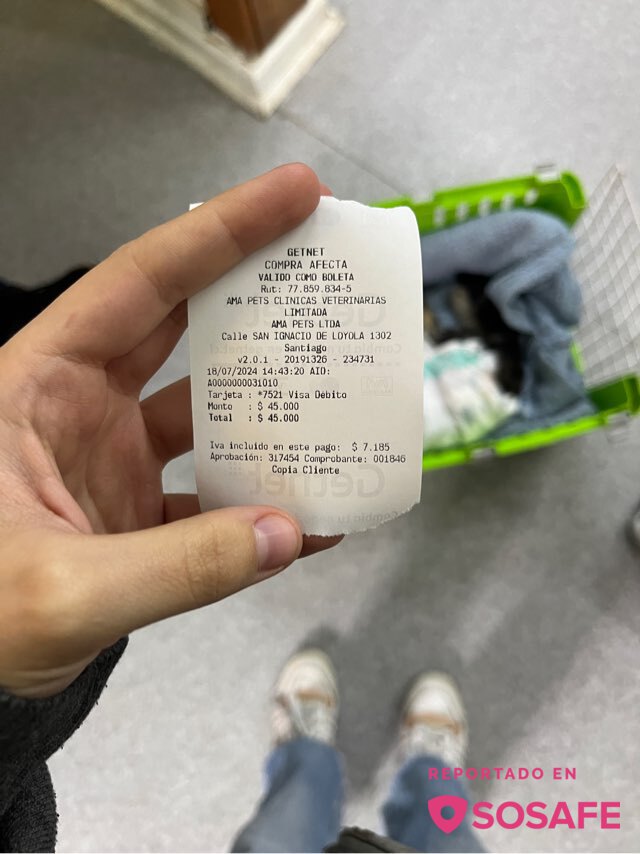 GETNET
COMPRA AFECTA
VALIDO COMO BOLETA
Rut: 77.859.834-5
AMA PETS CLINICAS VETERINARIAS
LIMITADA
AMA PETS LTDA
Calle SAN IGNACIO DE LOYOLA 1302
Santiago
v2.0.1 - 20191326 - 234731
18/07/2024 14:43:20 AID:
A0000000031010
Tarjeta : *7521 Visa Débito
Monto : $ 45.000
Total : $ 45.000
Iva incluido en este pago: $ 7.185
Aprobación: 317454 Comprobante: 001846
Copia Cliente
REPORTADO EN
SOSAFE